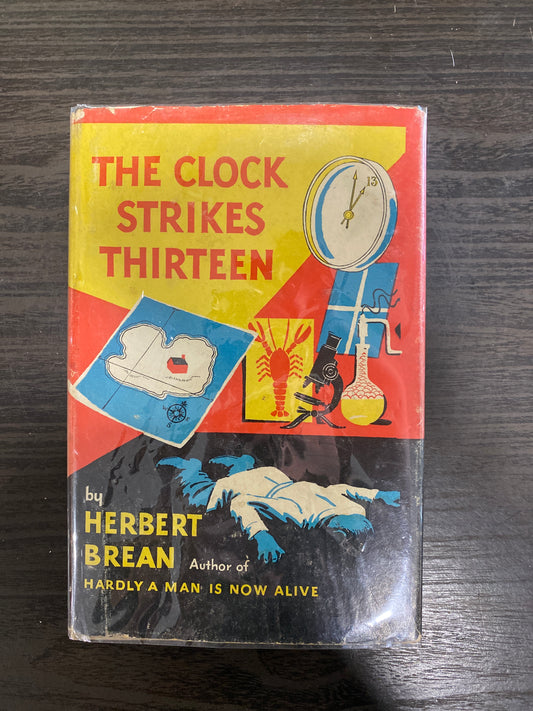 THE CLOCK
STRIKES
THIRTEEN
13
by
HERBERT
BREAN Author of
HARDLY A MAN IS NOW ALIVE